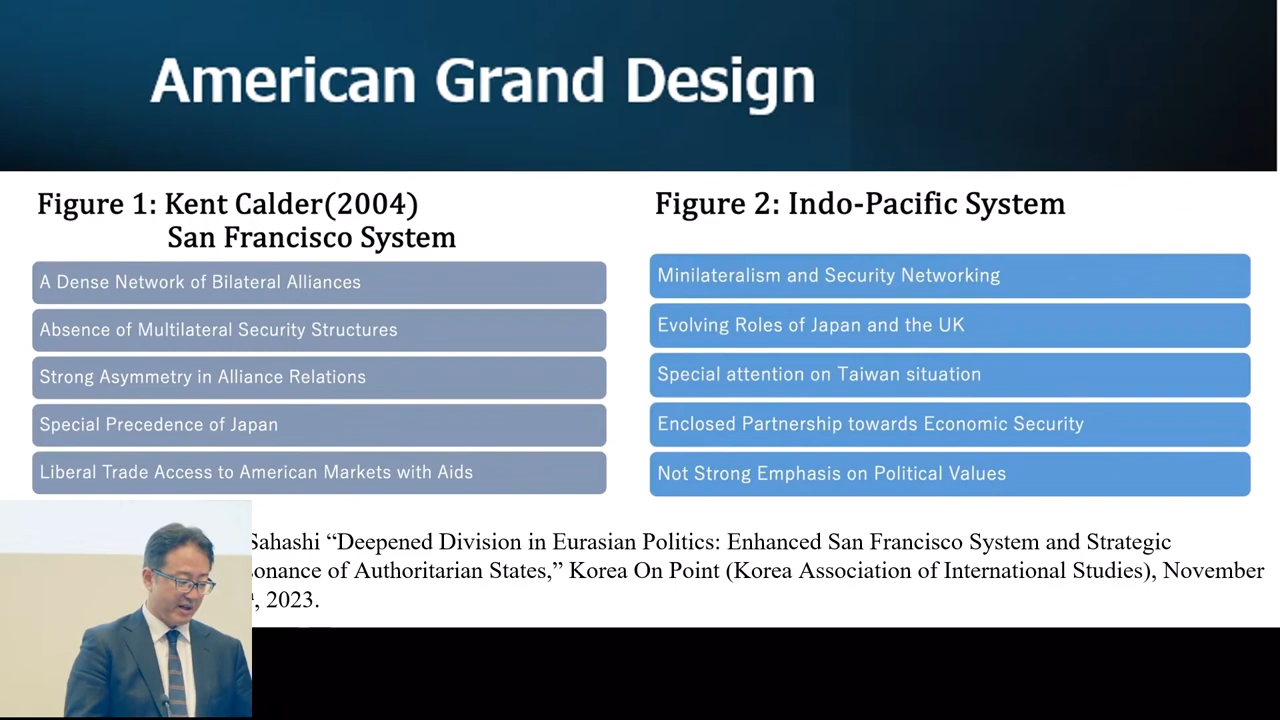 American Grand Design
Figure 1: Kent Calder(2004)
San Francisco System
A Dense Network of Bilateral Alliances
Absence of Multilateral Security Structures
Strong Asymmetry in Alliance Relations
Special Precedence of Japan
Liberal Trade Access to American Markets with Aids
Figure 2: Indo-Pacific System
Minilateralism and Security Networking
Evolving Roles of Japan and the UK
Special attention on Taiwan situation
Enclosed Partnership towards Economic Security
Not Strong Emphasis on Political Values
Sahashi “Deepened Division in Eurasian Politics: Enhanced San Francisco System and Strategic
of Authoritarian States,” Korea On Point (Korea Association of International Studies), November
, 2023.